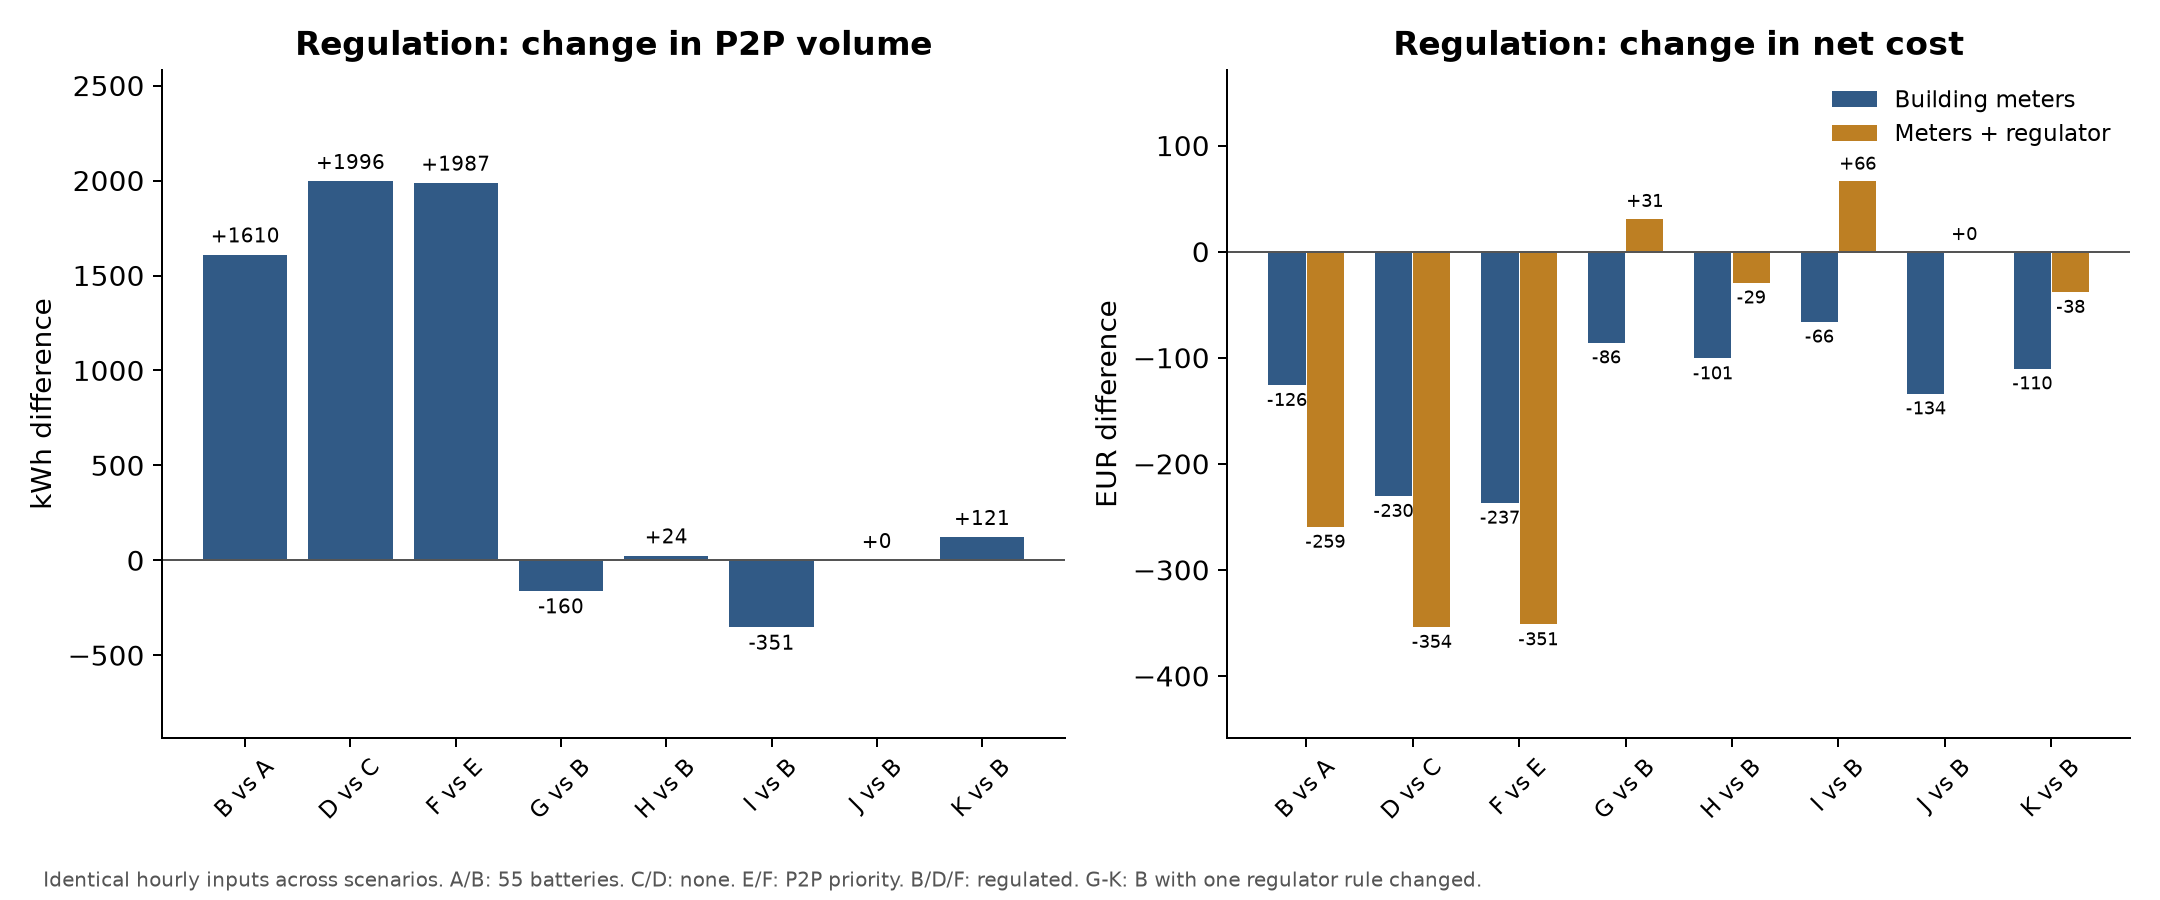 Regulation: change in P2P volume
2500
2000
1500
1000
500
0
−500
kWh difference
+1610
+1996
+1987
-160
+24
-351
+0
+121
B vs A
D vs C
F vs E
G vs B
H vs B
I vs B
J vs B
K vs B
Regulation: change in net cost
Building meters
Meters + regulator
100
0
−100
−200
−300
−400
EUR difference
-126
-259
-230
-354
-237
-351
-86
+31
-101
-29
-66
+66
-134
+0
-110
-38
B vs A
D vs C
F vs E
G vs B
H vs B
I vs B
J vs B
K vs B
Identical hourly inputs across scenarios. A/B: 55 batteries. C/D: none. E/F: P2P priority. B/D/F: regulated. G-K: B with one regulator rule changed.